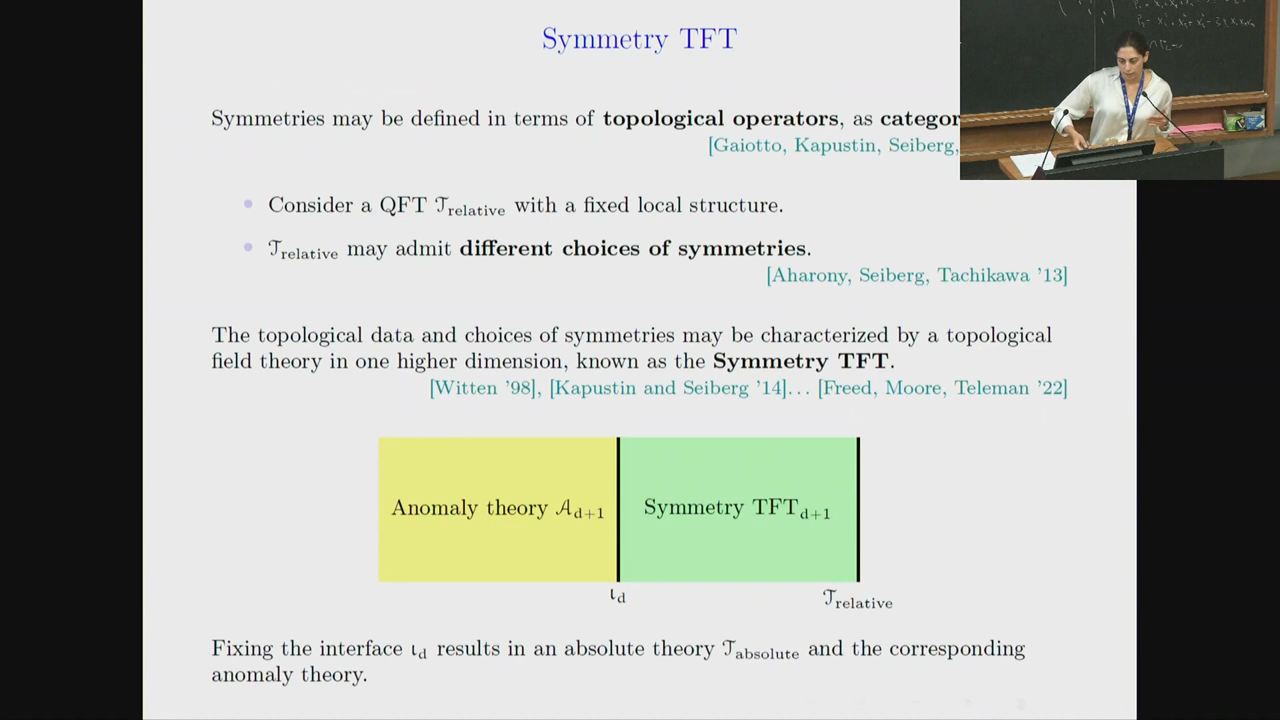 Symmetry TFT
Symmetries may be defined in terms of topological operators, as categor
[Gaiotto, Kapustin, Seiberg,
• Consider a QFT 𝒯relative with a fixed local structure.
• 𝒯relative may admit different choices of symmetries.
[Aharony, Seiberg, Tachikawa '13]
The topological data and choices of symmetries may be characterized by a topological
field theory in one higher dimension, known as the Symmetry TFT.
[Witten '98], [Kapustin and Seiberg '14]… [Freed, Moore, Teleman '22]
Anomaly theory 𝒜d+1
Symmetry TFTd+1
ιd
𝒯relative
Fixing the interface ιd results in an absolute theory 𝒯absolute and the corresponding
anomaly theory.